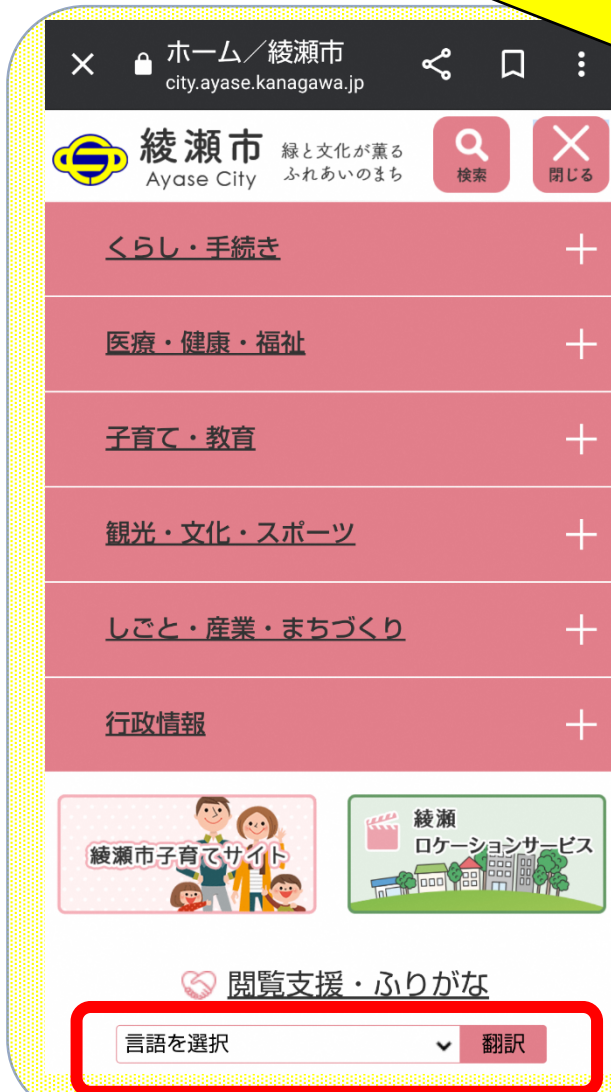 ホーム／綾瀬市
city.ayase.kanagawa.jp
綾瀬市
Ayase City
緑と文化が薫る
ふれあいのまち
検索
閉じる
くらし・手続き
医療・健康・福祉
子育て・教育
観光・文化・スポーツ
しごと・産業・まちづくり
行政情報
綾瀬市子育てサイト
綾瀬
ロケーションサービス
閲覧支援・ふりがな
言語を選択
翻訳